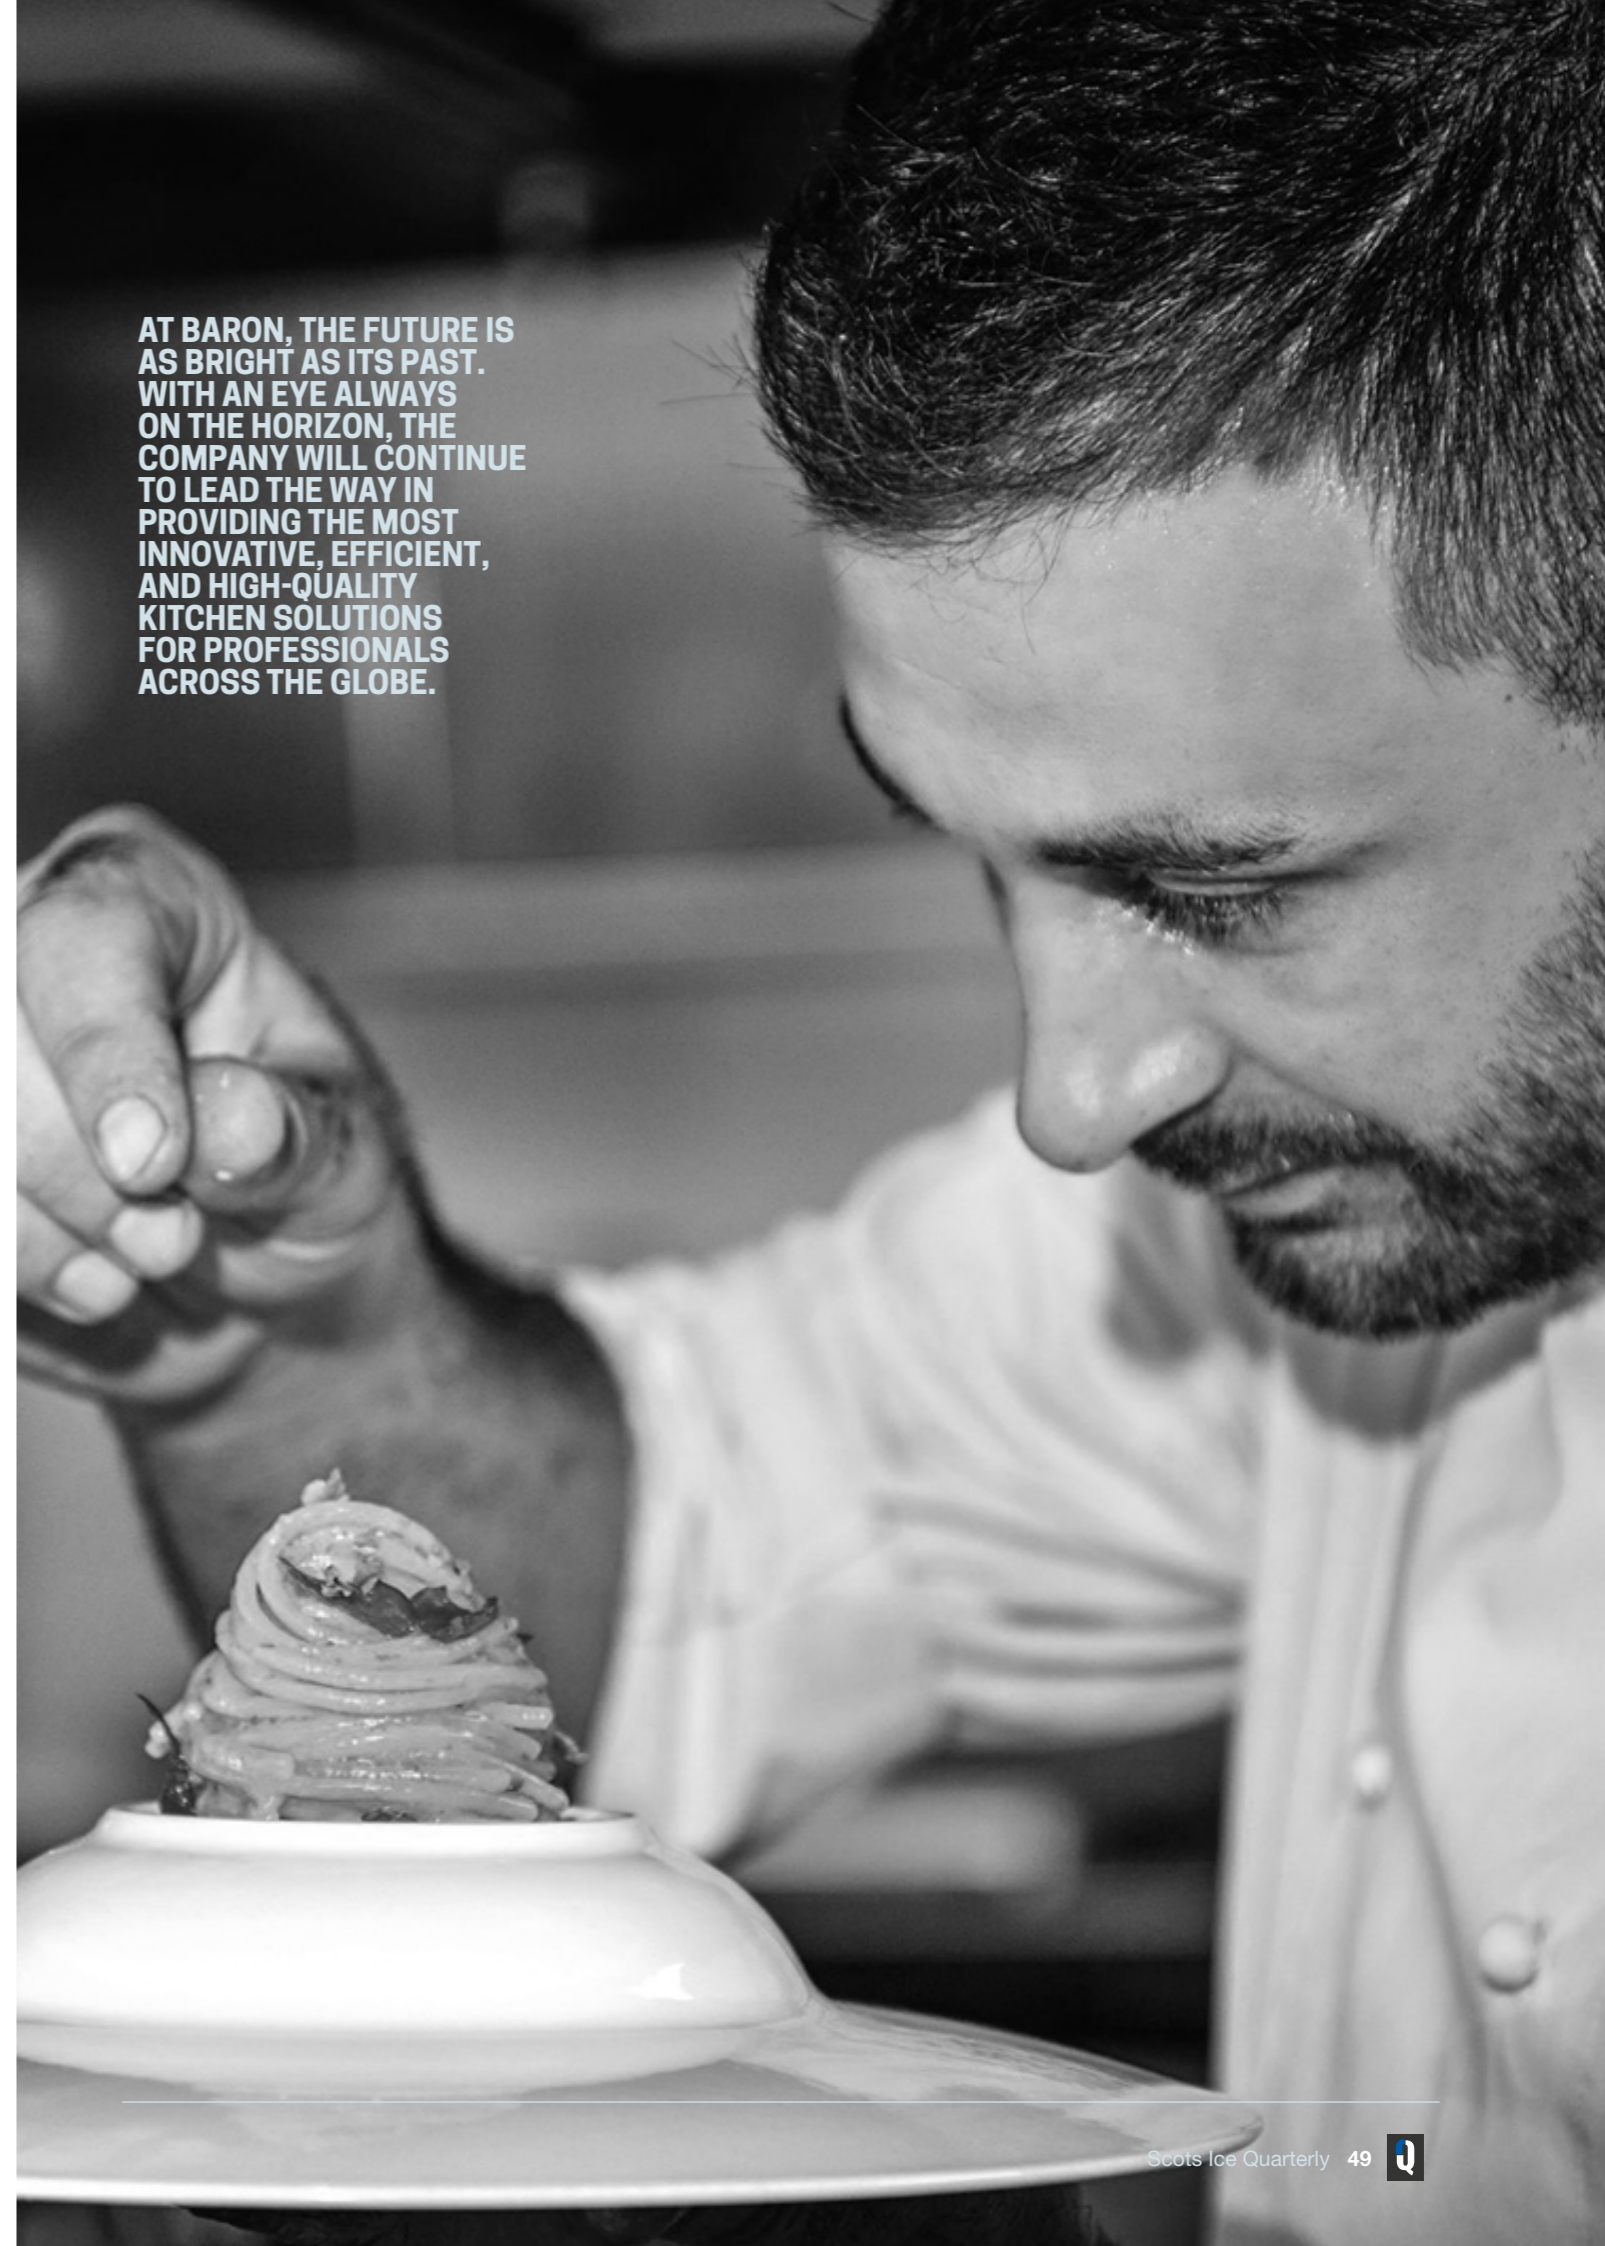 AT BARON, THE FUTURE IS
AS BRIGHT AS ITS PAST.
WITH AN EYE ALWAYS
ON THE HORIZON, THE
COMPANY WILL CONTINUE
TO LEAD THE WAY IN
PROVIDING THE MOST
INNOVATIVE, EFFICIENT,
AND HIGH-QUALITY
KITCHEN SOLUTIONS
FOR PROFESSIONALS
ACROSS THE GLOBE.
Scots Ice Quarterly 49 Q